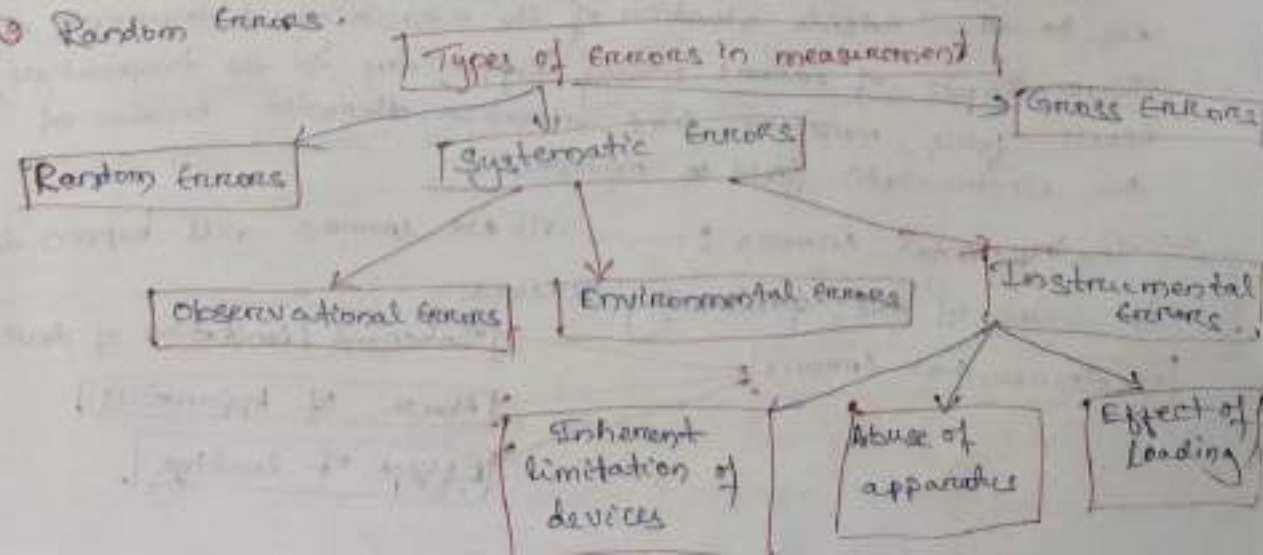 Random Errors.
Types of Errors in measurement
Gross Errors
Random Errors
Systematic Errors
Observational Errors
Environmental Errors
Instrumental
Errors.
Inherent
limitation of
devices
Abuse of
apparatus
Effect of
Loading